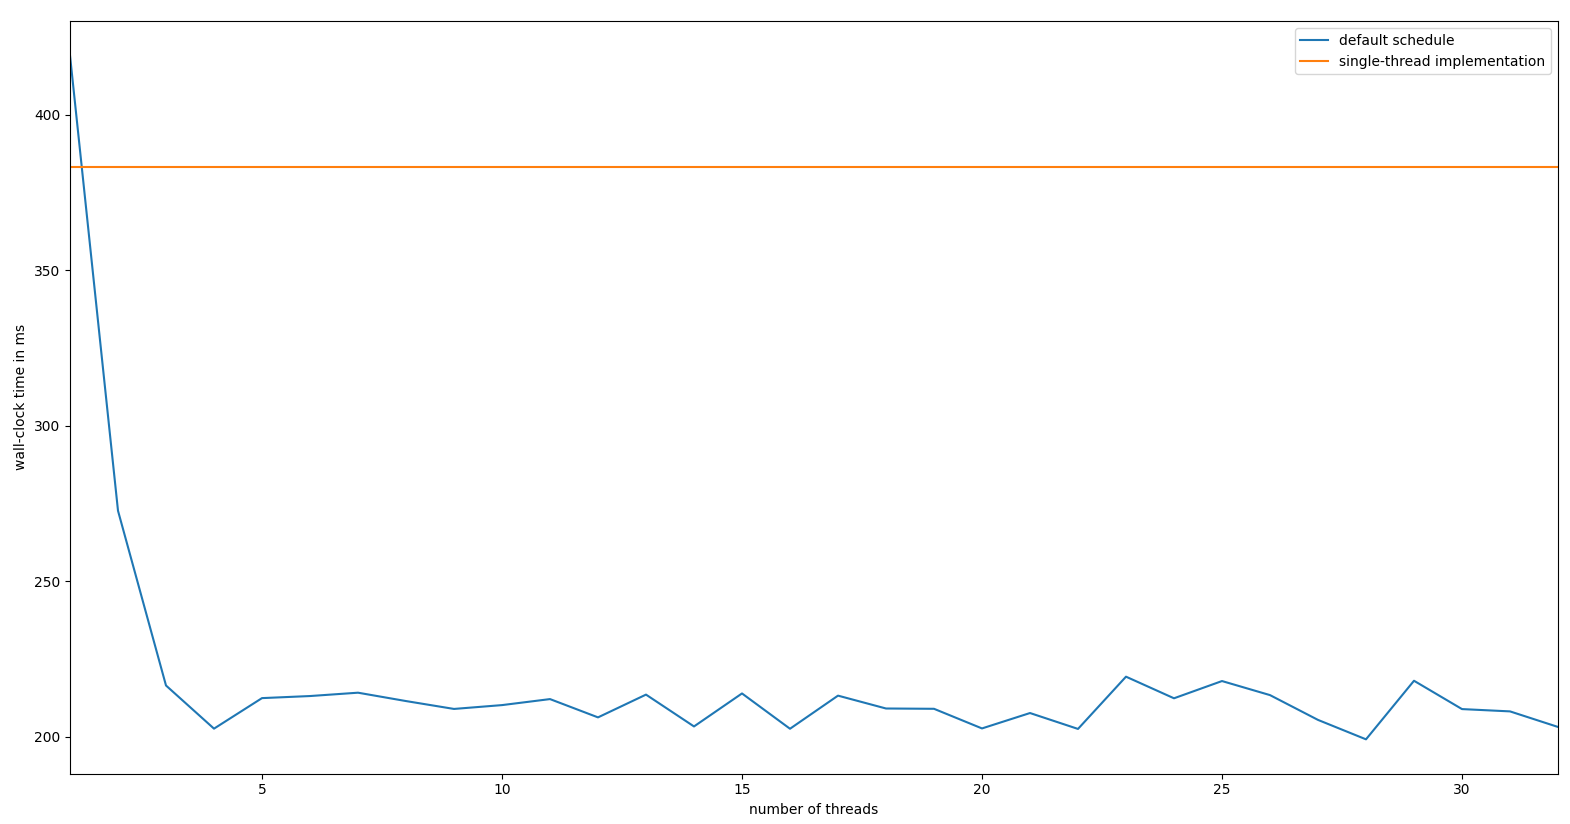 default schedule
single-thread implementation
400
350
300
250
200
wall-clock time in ms
5 10 15 20 25 30
number of threads